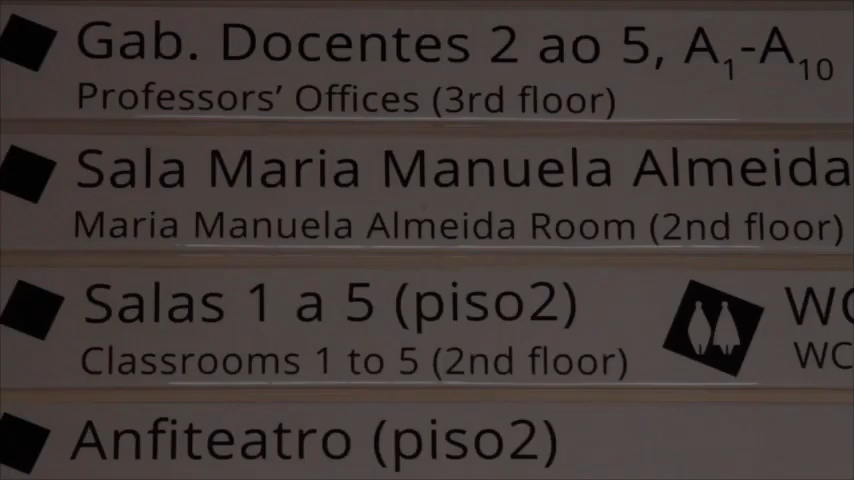 Gab. Docentes 2 ao 5, A₁-A₁₀
Professors’ Offices (3rd floor)
Sala Maria Manuela Almeida
Maria Manuela Almeida Room (2nd floor)
Salas 1 a 5 (piso2)
WC
Classrooms 1 to 5 (2nd floor)
WC
Anfiteatro (piso2)